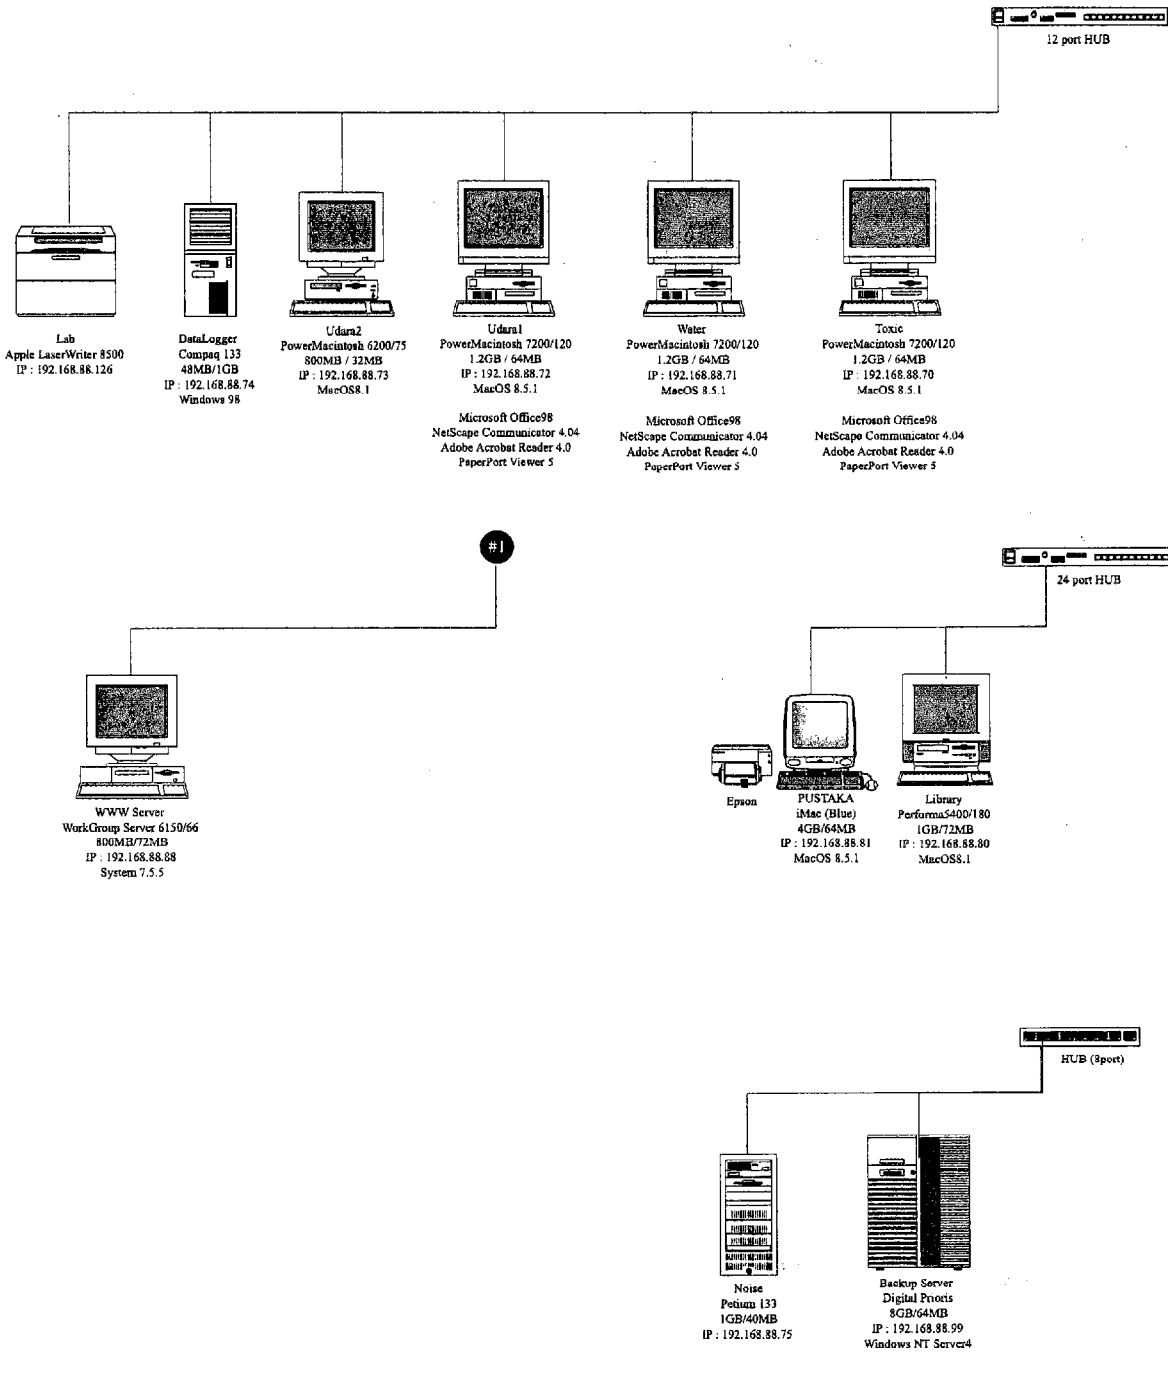 12 port HUB
Lab
Apple LaserWriter 8500
IP : 192.168.88.126
DataLogger
Compaq 133
48MB/1GB
IP : 192.168.88.74
Windows 98
Udara2
PowerMacintosh 6200/75
800MB / 32MB
IP : 192.168.88.73
MacOS8.1
Udara1
PowerMacintosh 7200/120
1.2GB / 64MB
IP : 192.168.88.72
MacOS 8.5.1
Microsoft Office98
NetScape Communicator 4.04
Adobe Acrobat Reader 4.0
PaperPort Viewer 5
Water
PowerMacintosh 7200/120
1.2GB / 64MB
IP : 192.168.88.71
MacOS 8.5.1
Microsoft Office98
NetScape Communicator 4.04
Adobe Acrobat Reader 4.0
PaperPort Viewer 5
Toxic
PowerMacintosh 7200/120
1.2GB / 64MB
IP : 192.168.88.70
MacOS 8.5.1
Microsoft Office98
NetScape Communicator 4.04
Adobe Acrobat Reader 4.0
PaperPort Viewer 5
#1
24 port HUB
WWW Server
WorkGroup Server 6150/66
800MB/72MB
IP : 192.168.88.88
System 7.5.5
Epson
PUSTAKA
iMac (Blue)
4GB/64MB
IP : 192.168.88.81
MacOS 8.5.1
Library
Performa5400/180
1GB/72MB
IP : 192.168.88.80
MacOS8.1
HUB (8port)
Noise
Petium 133
1GB/40MB
IP : 192.168.88.75
Backup Server
Digital Prioris
8GB/64MB
IP : 192.168.88.99
Windows NT Server4